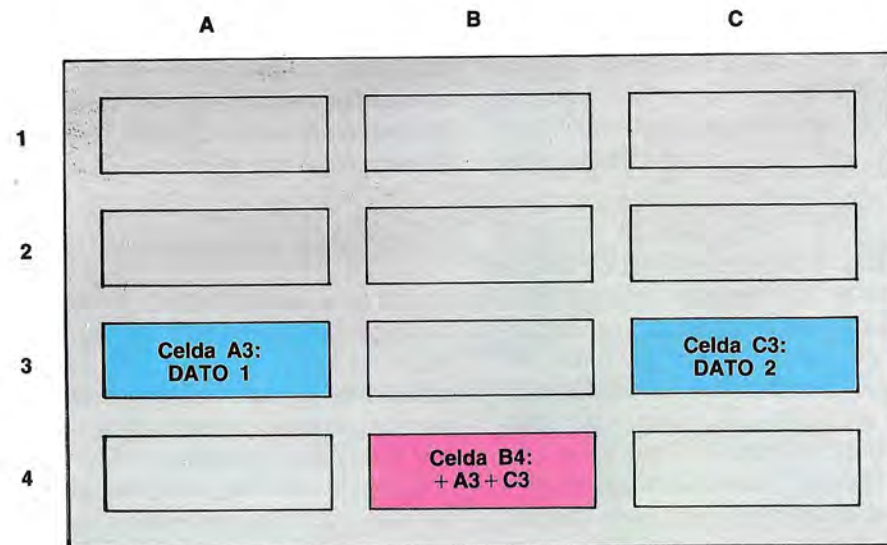 A B C
1
2
3
Celda A3: Celda C3:
DATO 1 DATO 2
4
Celda B4:
+A3+C3